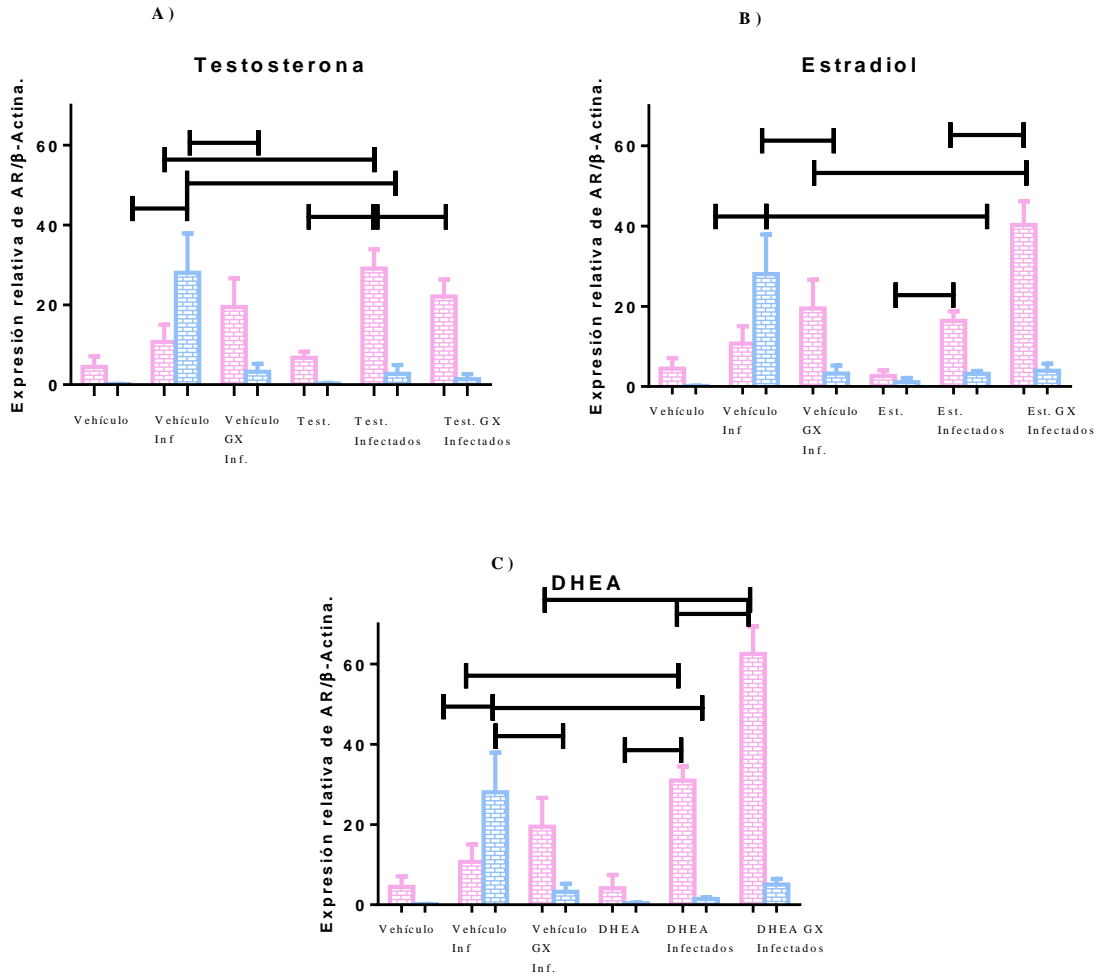 A)
Testosterona
Expresión relativa de AR/β-Actina.
60
40
20
0
Vehículo
Vehículo
Inf
Vehículo
GX
Inf.
Test.
Test.
Infectados
Test. GX
Infectados
B)
Estradiol
Expresión relativa de AR/β-Actina.
60
40
20
0
Vehículo
Vehículo
Inf
Vehículo
GX
Inf.
Est.
Est.
Infectados
Est. GX
Infectados
C)
DHEA
Expresión relativa de AR/β-Actina.
60
40
20
0
Vehículo
Vehículo
Inf
Vehículo
GX
Inf.
DHEA
DHEA
Infectados
DHEA GX
Infectados